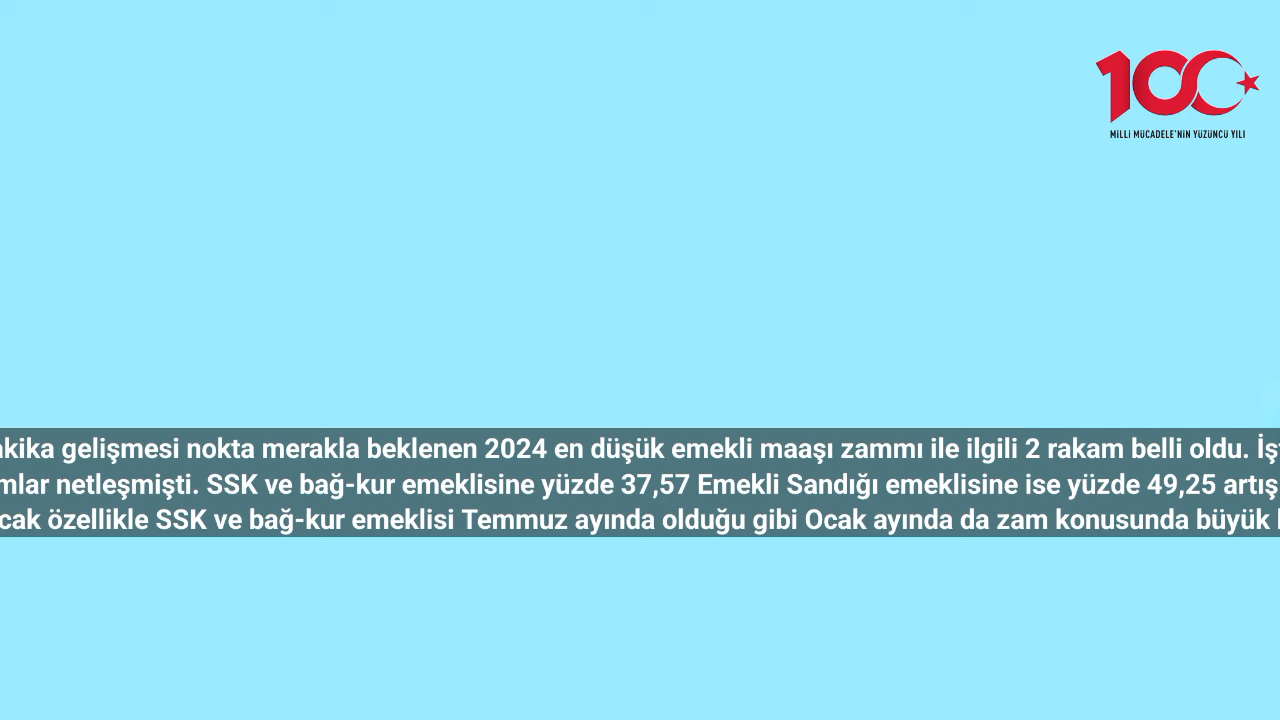 100
MİLLİ MÜCADELE'NİN YÜZÜNCÜ YILI
akika gelişmesi nokta merakla beklenen 2024 en düşük emekli maaşı zammı ile ilgili 2 rakam belli oldu. İşt
mlar netleşmişti. SSK ve bağ-kur emeklisine yüzde 37,57 Emekli Sandığı emeklisine ise yüzde 49,25 artış
cak özellikle SSK ve bağ-kur emeklisi Temmuz ayında olduğu gibi Ocak ayında da zam konusunda büyük